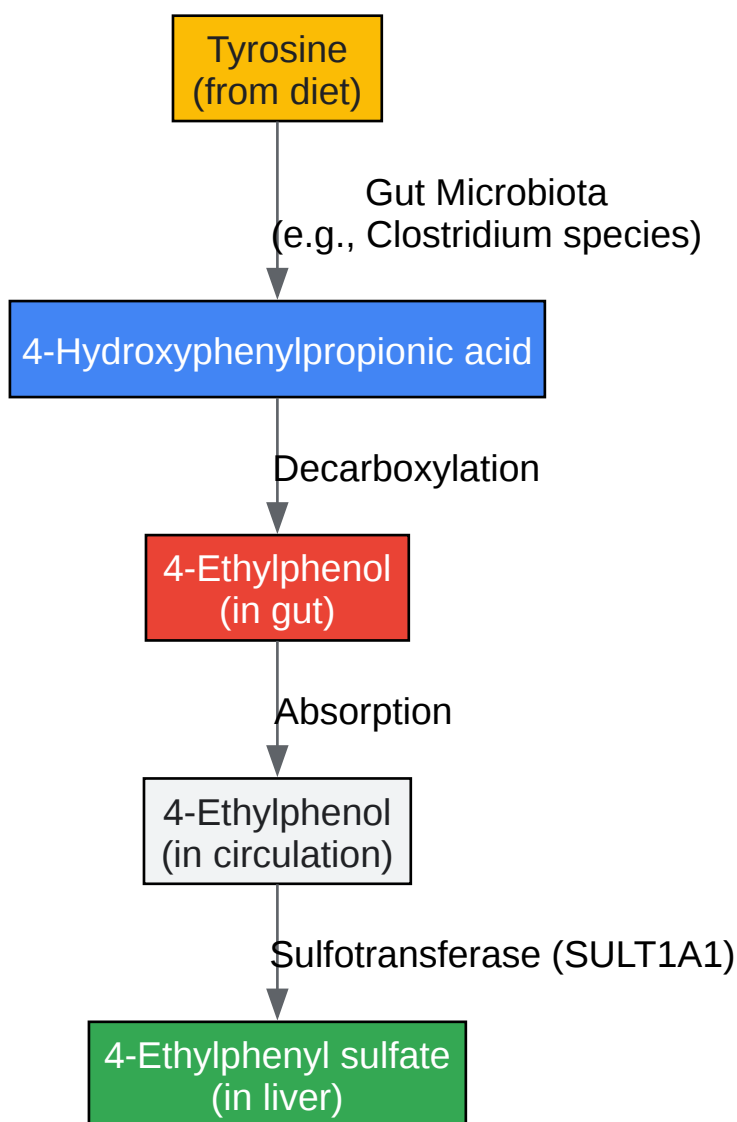 Tyrosine
(from diet)
Gut Microbiota
(e.g., Clostridium species)
4-Hydroxyphenylpropionic acid
Decarboxylation
4-Ethylphenol
(in gut)
Absorption
4-Ethylphenol
(in circulation)
Sulfotransferase (SULT1A1)
4-Ethylphenyl sulfate
(in liver)